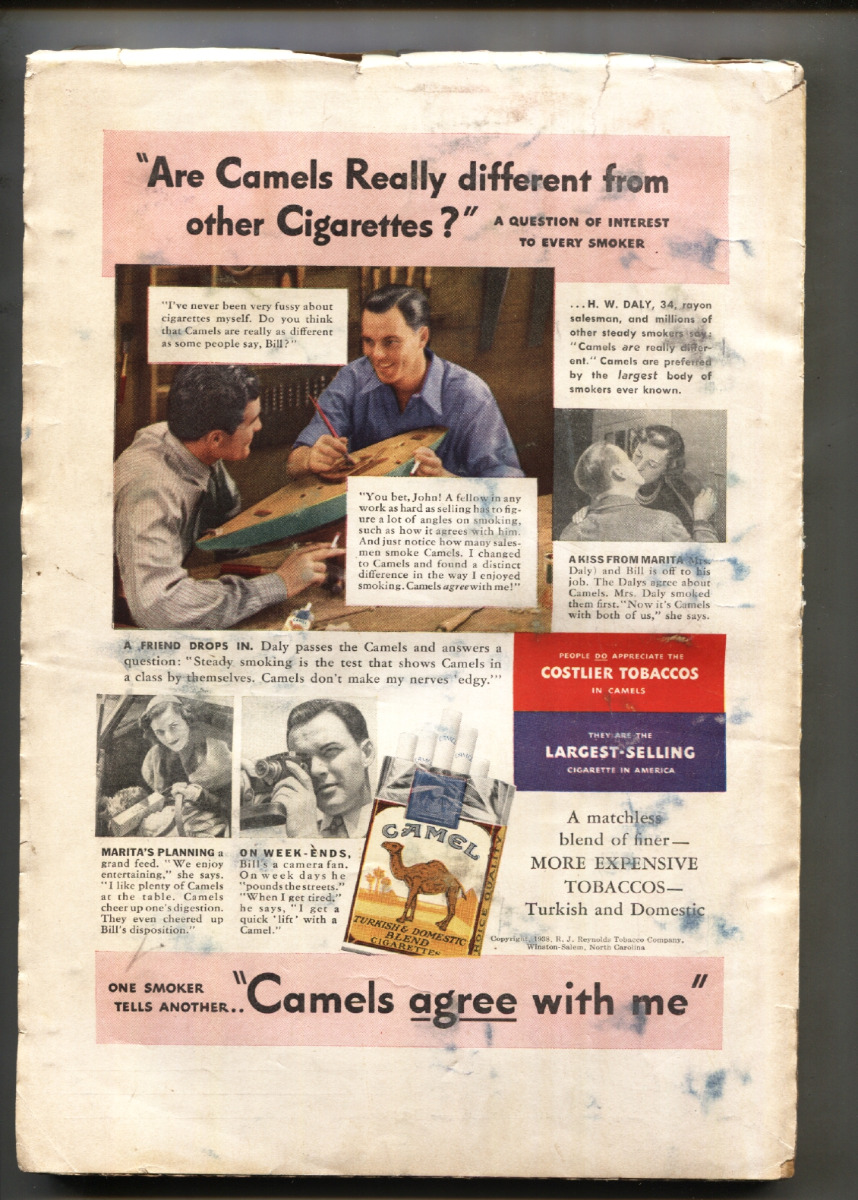 "Are Camels Really different from
other Cigarettes?"
A QUESTION OF INTEREST
TO EVERY SMOKER
"I've never been very fussy about
cigarettes myself. Do you think
that Camels are really as different
as some people say, Bill?"
...H. W. DALY, 34, rayon
salesman, and millions of
other steady smokers say:
"Camels are really differ-
ent." Camels are preferred
by the largest body of
smokers ever known.
"You bet, John! A fellow in any
work as hard as selling has to fig-
ure a lot of angles on smoking,
such as how it agrees with him.
And just notice how many sales-
men smoke Camels. I changed
to Camels and found a distinct
difference in the way I enjoyed
smoking. Camels agree with me!"
A KISS FROM MARITA (Mrs.
Daly) and Bill is off to his
job. The Dalys agree about
Camels. Mrs. Daly smoked
them first. "Now it's Camels
with both of us," she says.
A FRIEND DROPS IN. Daly passes the Camels and answers a
question: "Steady smoking is the test that shows Camels in
a class by themselves. Camels don't make my nerves 'edgy.'"
PEOPLE DO APPRECIATE THE
COSTLIER TOBACCOS
IN CAMELS
THEY ARE THE
LARGEST-SELLING
CIGARETTE IN AMERICA
MARITA'S PLANNING a
grand feed. "We enjoy
entertaining," she says.
"I like plenty of Camels
at the table. Camels
cheer up one's digestion.
They even cheered up
Bill's disposition."
ON WEEK-ENDS,
Bill's a camera fan.
On week days he
"pounds the streets."
"When I get tired,"
he says, "I get a
quick 'lift' with a
Camel."
CAMEL
TURKISH & DOMESTIC
BLEND
CIGARETTES
CHOICE QUALITY
A matchless
blend of finer—
MORE EXPENSIVE
TOBACCOS—
Turkish and Domestic
Copyright, 1938, R. J. Reynolds Tobacco Company,
Winston-Salem, North Carolina
ONE SMOKER
TELLS ANOTHER..
"Camels agree with me"